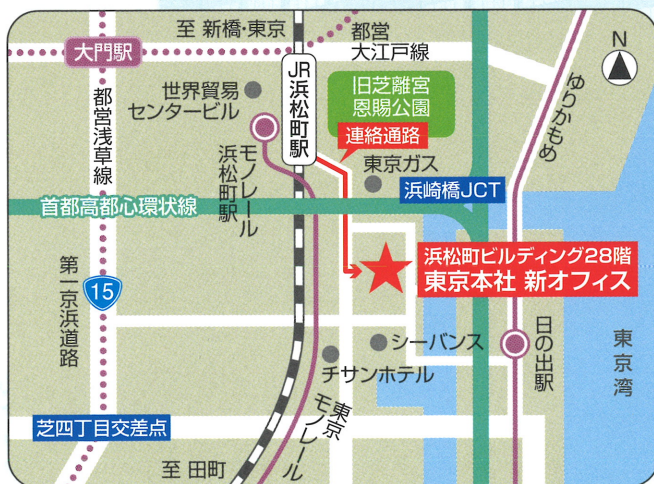 至 新橋・東京
都営
大江戸線
N
大門駅
JR浜松町駅
世界貿易
センタービル
旧芝離宮
恩賜公園
ゆりかもめ
連絡通路
都営浅草線
モノレール
浜松町駅
東京ガス
浜崎橋JCT
首都高都心環状線
浜松町ビルディング28階
東京本社 新オフィス
第一京浜道路
15
シーバンス
日の出駅
東京湾
チサンホテル
東京
モノレール
芝四丁目交差点
至 田町